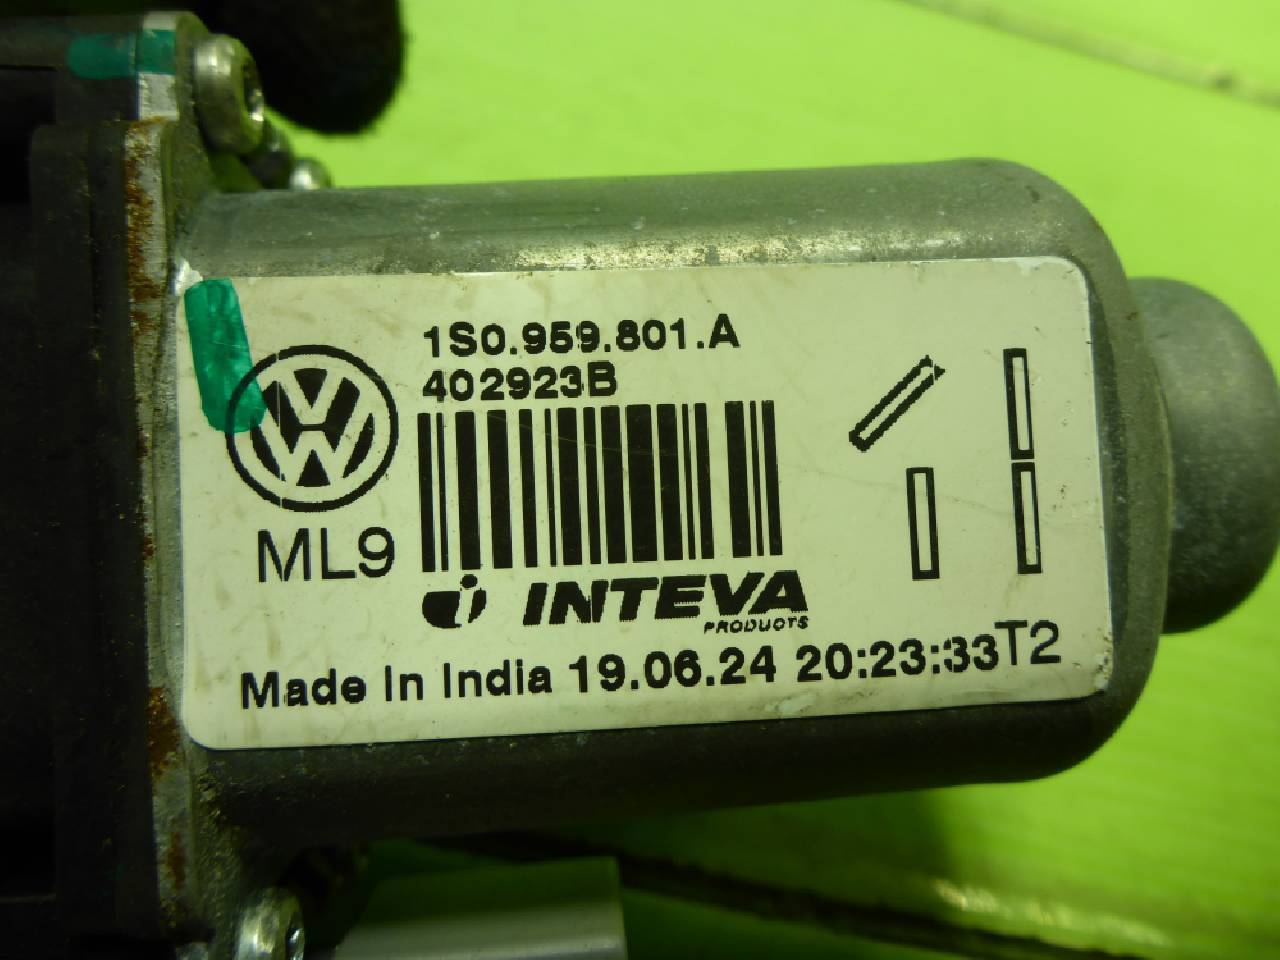 1S0.959.801.A
402923B
ML9
INTEVA
PRODUCTS
Made In India 19.06.24 20:23:33T2